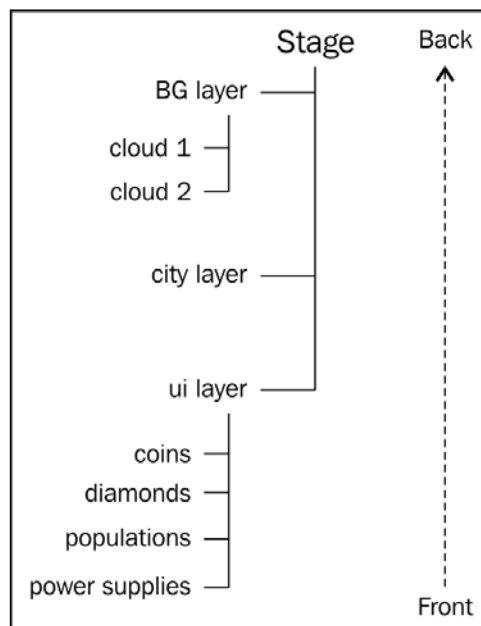 Stage
Back
BG layer
cloud 1
cloud 2
city layer
ui layer
coins
diamonds
populations
power supplies
Front